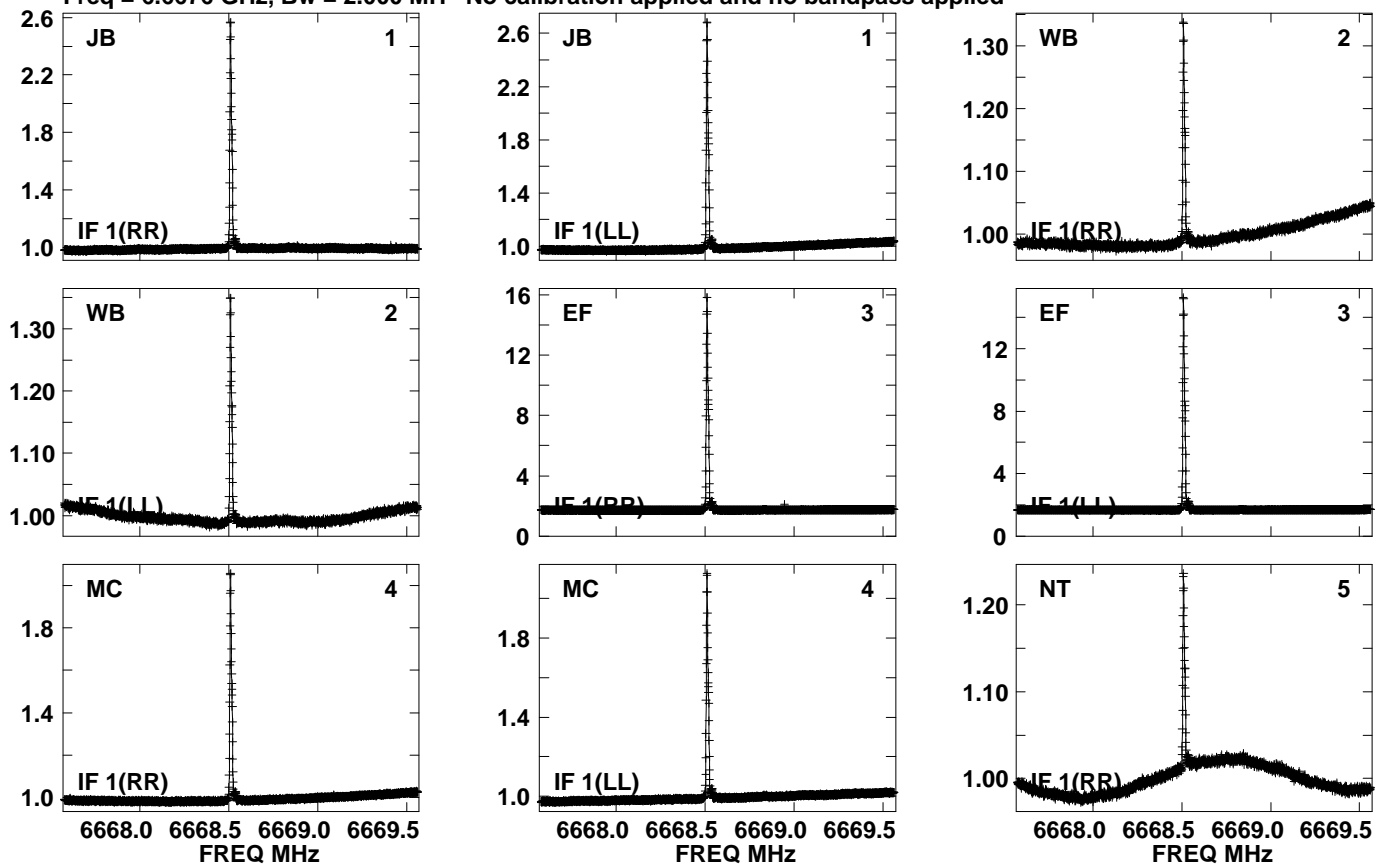 Freq = 6.6676 GHz, Bw = 2.000 MH No calibration applied and no bandpass applied
JB 1
2.6
2.2
1.8
1.4
1.0
IF 1(RR)
JB 1
2.6
2.2
1.8
1.4
1.0
IF 1(LL)
WB 2
1.30
1.20
1.10
1.00
IF 1(RR)
WB 2
1.30
1.20
1.10
1.00
IF 1(LL)
EF 3
16
12
8
4
0
IF 1(RR)
EF 3
12
8
4
0
IF 1(LL)
MC 4
1.8
1.4
1.0
IF 1(RR)
6668.0 6668.5 6669.0 6669.5
FREQ MHz
MC 4
1.8
1.4
1.0
IF 1(LL)
6668.0 6668.5 6669.0 6669.5
FREQ MHz
NT 5
1.20
1.10
1.00
IF 1(RR)
6668.0 6668.5 6669.0 6669.5
FREQ MHz